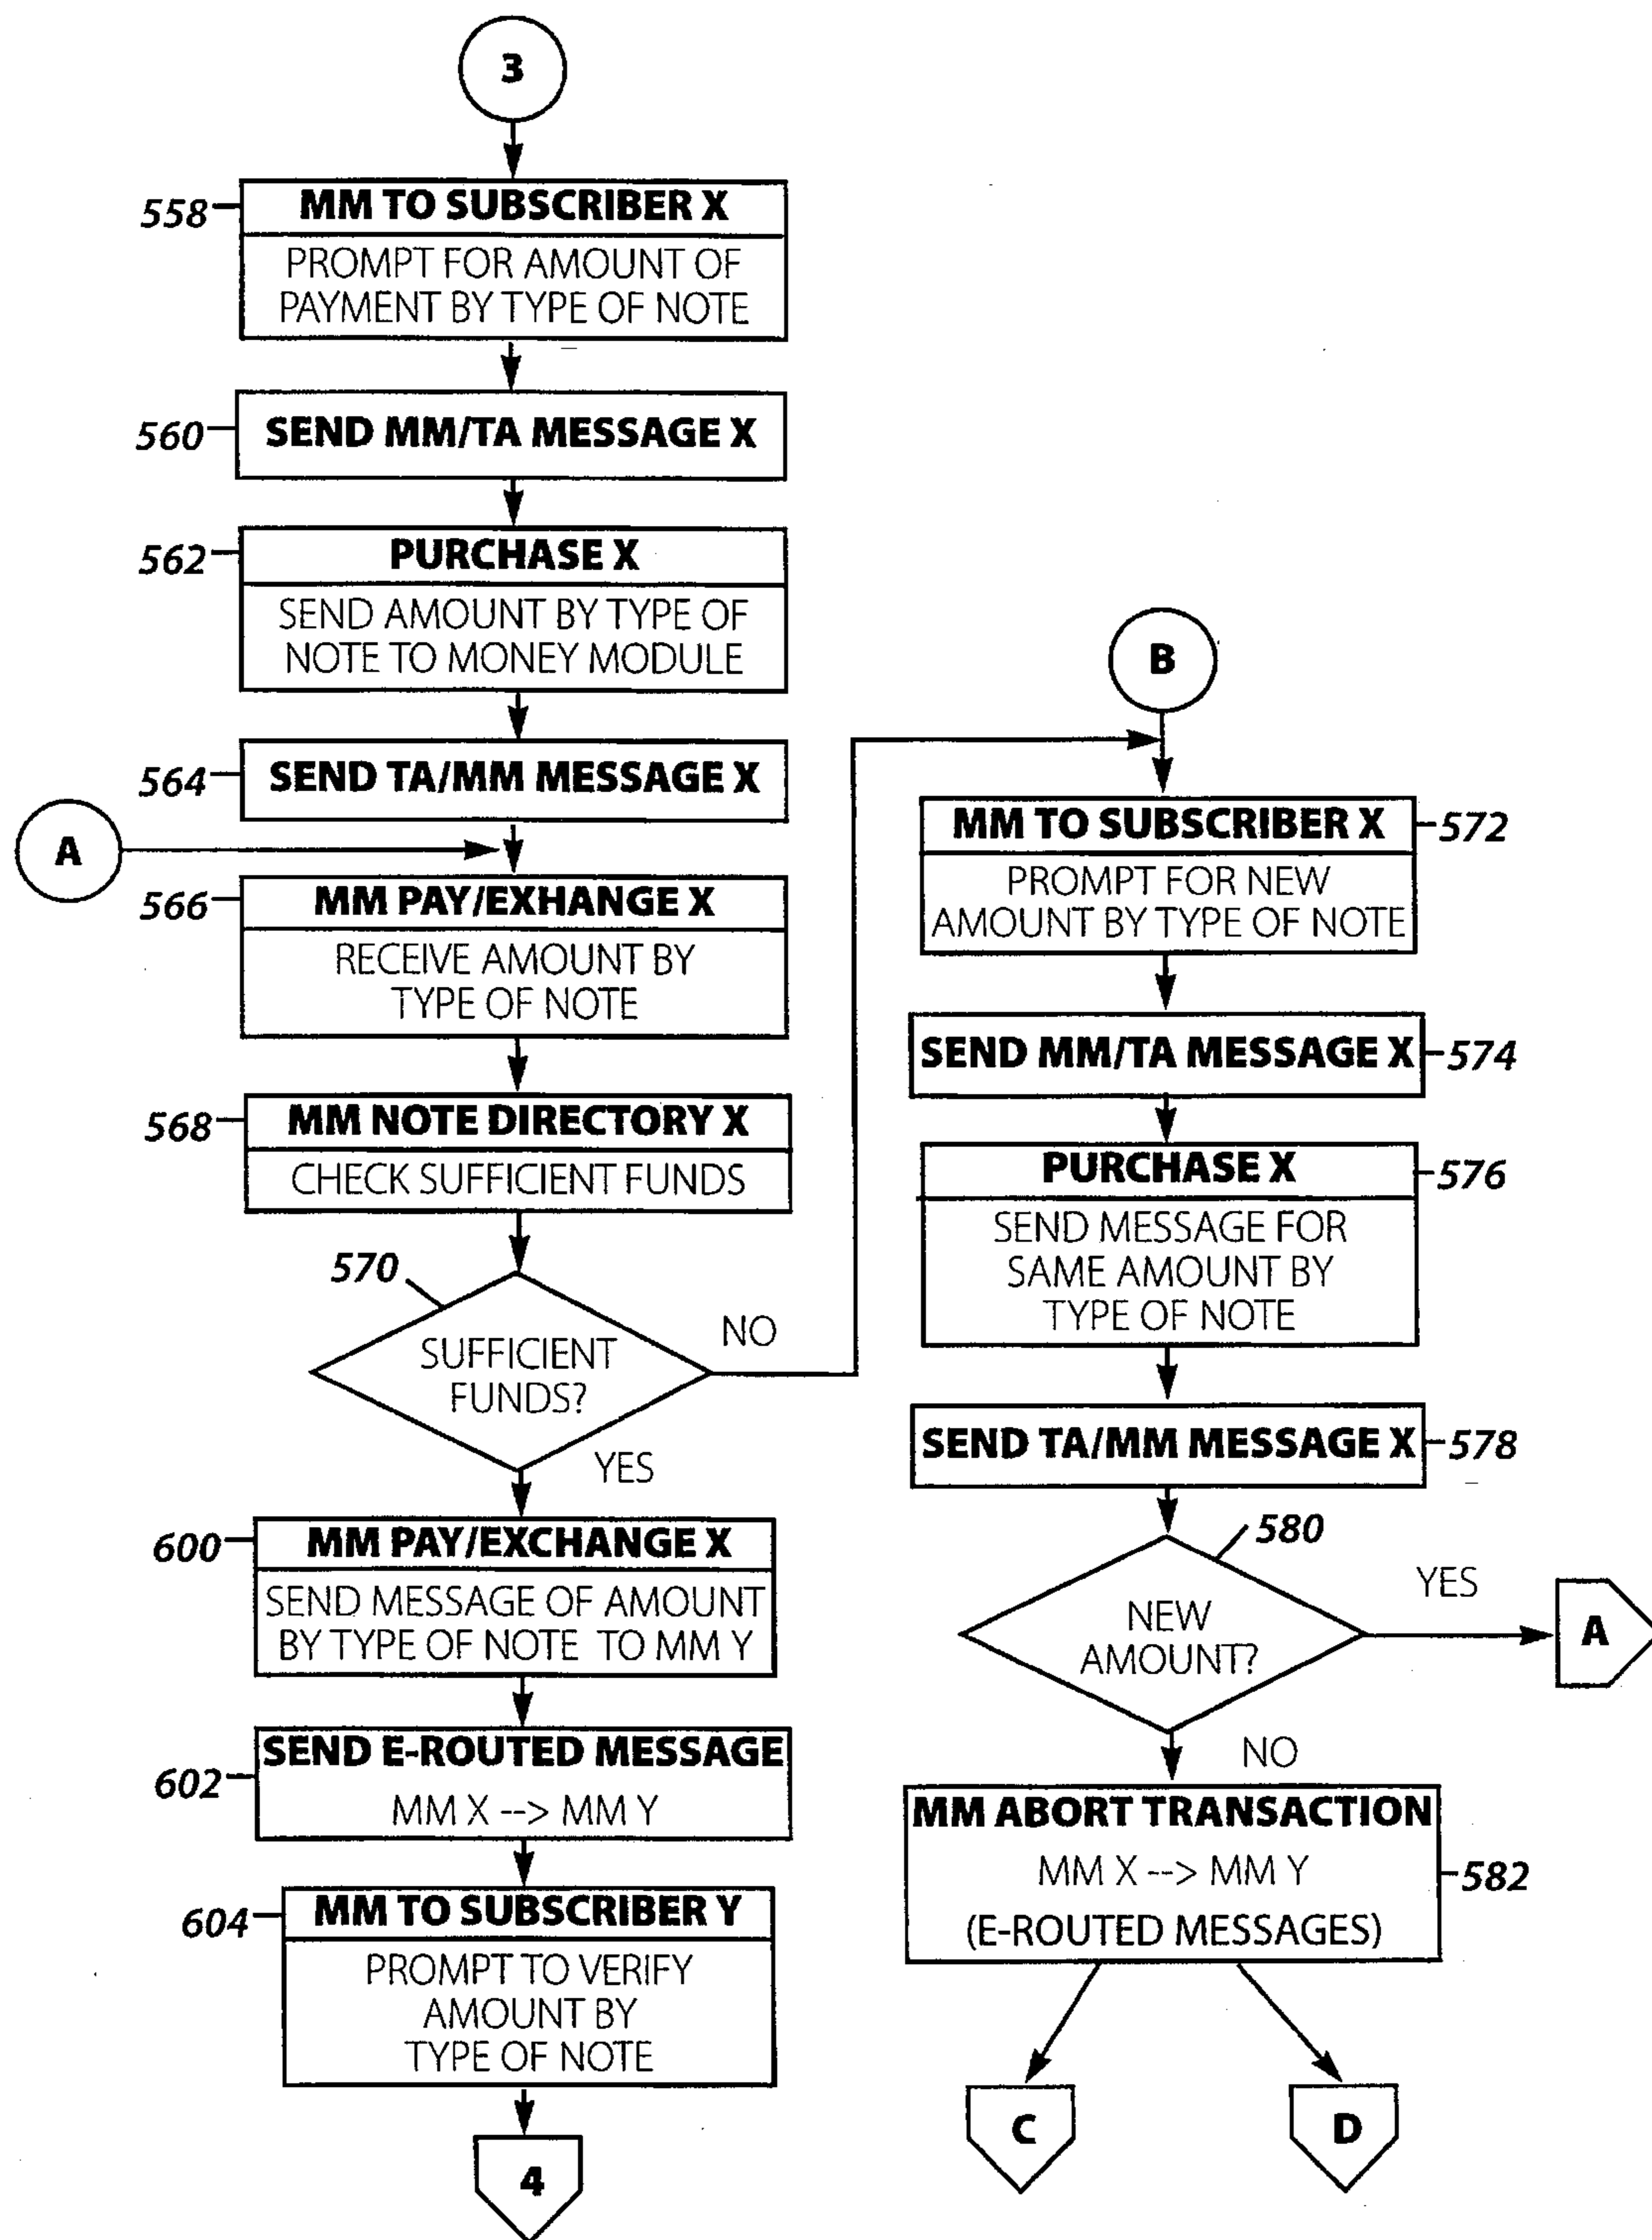 3
558
MM TO SUBSCRIBER X
PROMPT FOR AMOUNT OF
PAYMENT BY TYPE OF NOTE
560
SEND MM/TA MESSAGE X
562
PURCHASE X
SEND AMOUNT BY TYPE OF
NOTE TO MONEY MODULE
564
SEND TA/MM MESSAGE X
A
566
MM PAY/EXHANGE X
RECEIVE AMOUNT BY
TYPE OF NOTE
568
MM NOTE DIRECTORY X
CHECK SUFFICIENT FUNDS
570
SUFFICIENT
FUNDS?
NO
YES
600
MM PAY/EXCHANGE X
SEND MESSAGE OF AMOUNT
BY TYPE OF NOTE TO MM Y
602
SEND E-ROUTED MESSAGE
MM X --> MM Y
604
MM TO SUBSCRIBER Y
PROMPT TO VERIFY
AMOUNT BY
TYPE OF NOTE
4
B
MM TO SUBSCRIBER X
572
PROMPT FOR NEW
AMOUNT BY TYPE OF NOTE
SEND MM/TA MESSAGE X
574
PURCHASE X
576
SEND MESSAGE FOR
SAME AMOUNT BY
TYPE OF NOTE
SEND TA/MM MESSAGE X
578
580
NEW
AMOUNT?
YES
A
NO
MM ABORT TRANSACTION
MM X --> MM Y
582
(E-ROUTED MESSAGES)
C
D